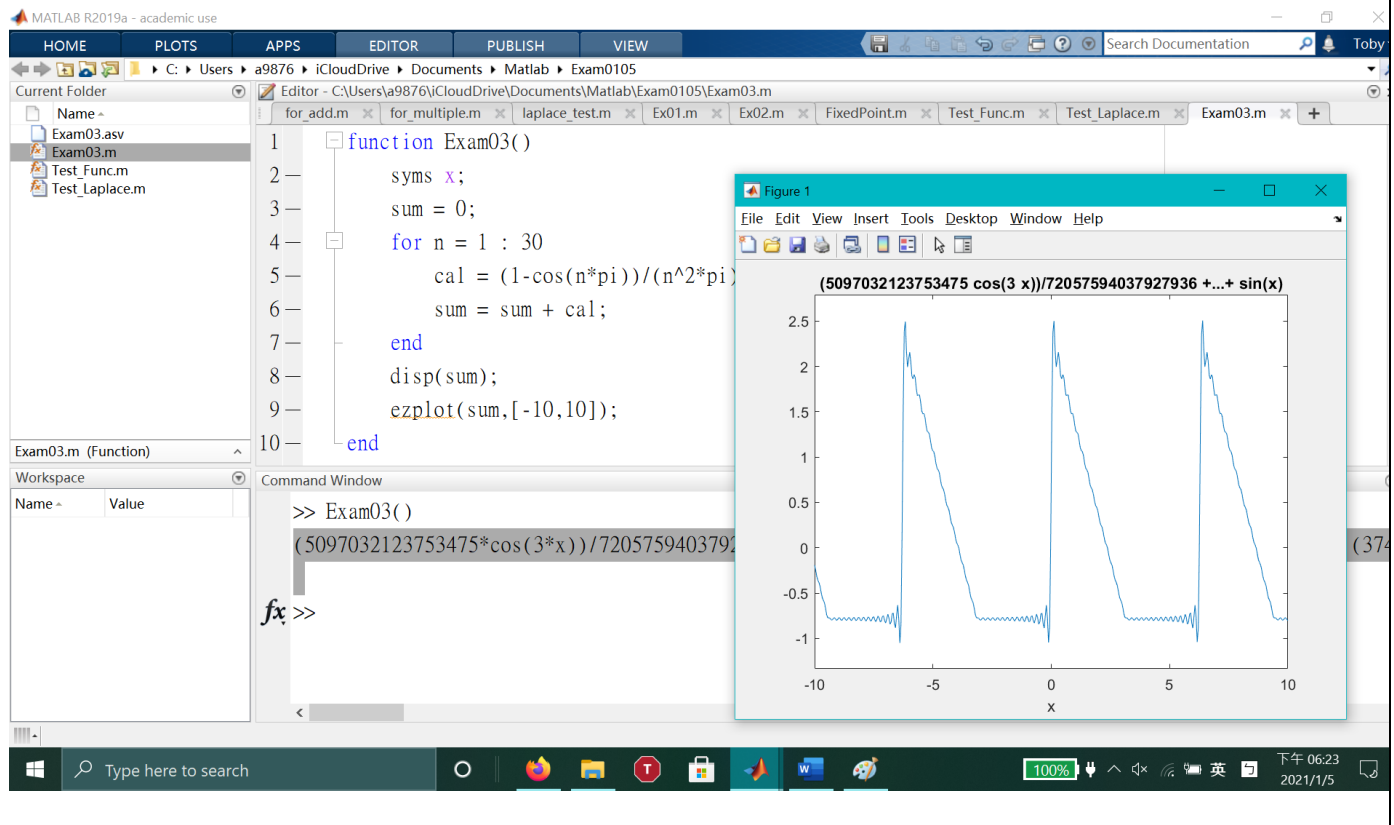 MATLAB R2019a - academic use
HOME PLOTS APPS EDITOR PUBLISH VIEW Search Documentation Toby
C: Users a9876 iCloudDrive Documents Matlab Exam0105
Current Folder
Name
Exam03.asv
Exam03.m
Test_Func.m
Test_Laplace.m
Exam03.m (Function)
Workspace
Name Value
Editor - C:\Users\a9876\iCloudDrive\Documents\Matlab\Exam0105\Exam03.m
for_add.m for_multiple.m laplace_test.m Ex01.m Ex02.m FixedPoint.m Test_Func.m Test_Laplace.m Exam03.m +
1 function Exam03()
2 — syms x;
3 — sum = 0;
4 — for n = 1 : 30
5 — cal = (1-cos(n*pi))/(n^2*pi)
6 — sum = sum + cal;
7 — end
8 — disp(sum);
9 — ezplot(sum,[-10,10]);
10 — end
Command Window
>> Exam03()
(5097032123753475*cos(3*x))/7205759403792 (374
fx >>
Figure 1
File Edit View Insert Tools Desktop Window Help
(5097032123753475 cos(3 x))/72057594037927936 +...+ sin(x)
2.5
2
1.5
1
0.5
0
-0.5
-1
-10 -5 0 5 10
x
Type here to search
T
W
100%
英
下午 06:23
2021/1/5